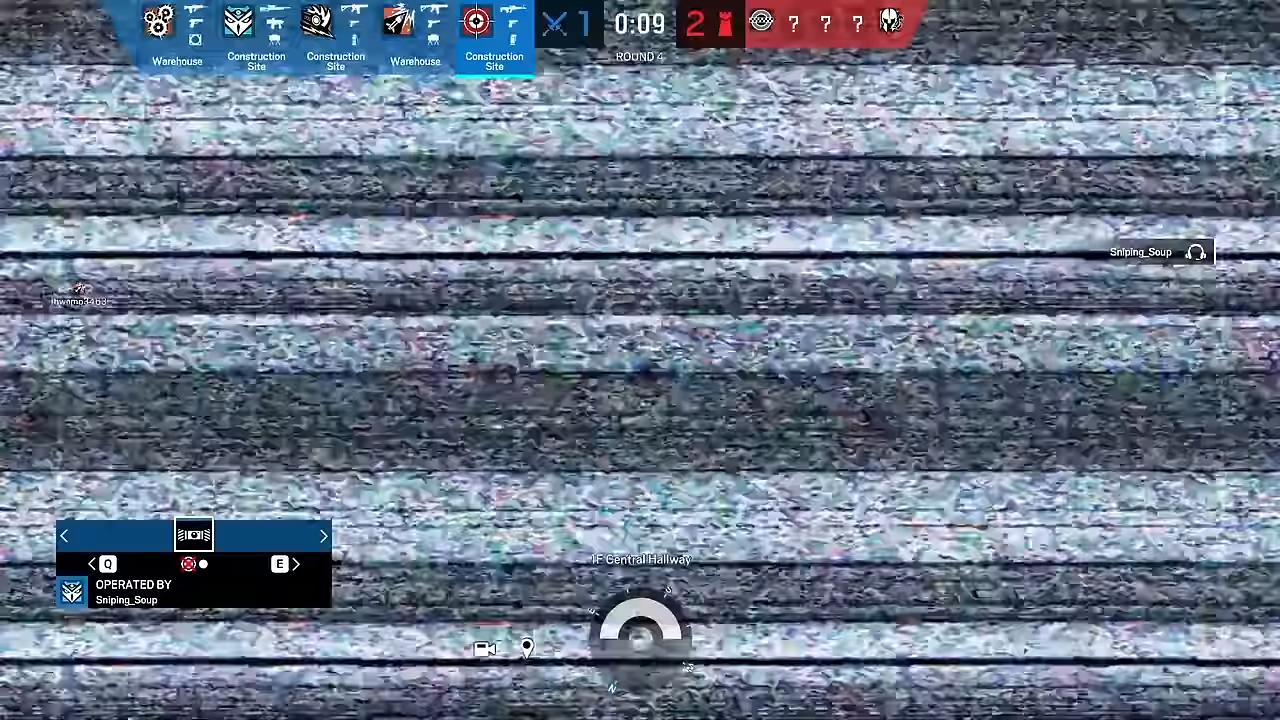 1 0:09 2
? ? ?
ROUND 4
Warehouse
Construction
Site
Construction
Site
Warehouse
Construction
Site
Sniping_Soup
1F Central Hallway
Q E
OPERATED BY
Sniping_Soup
N